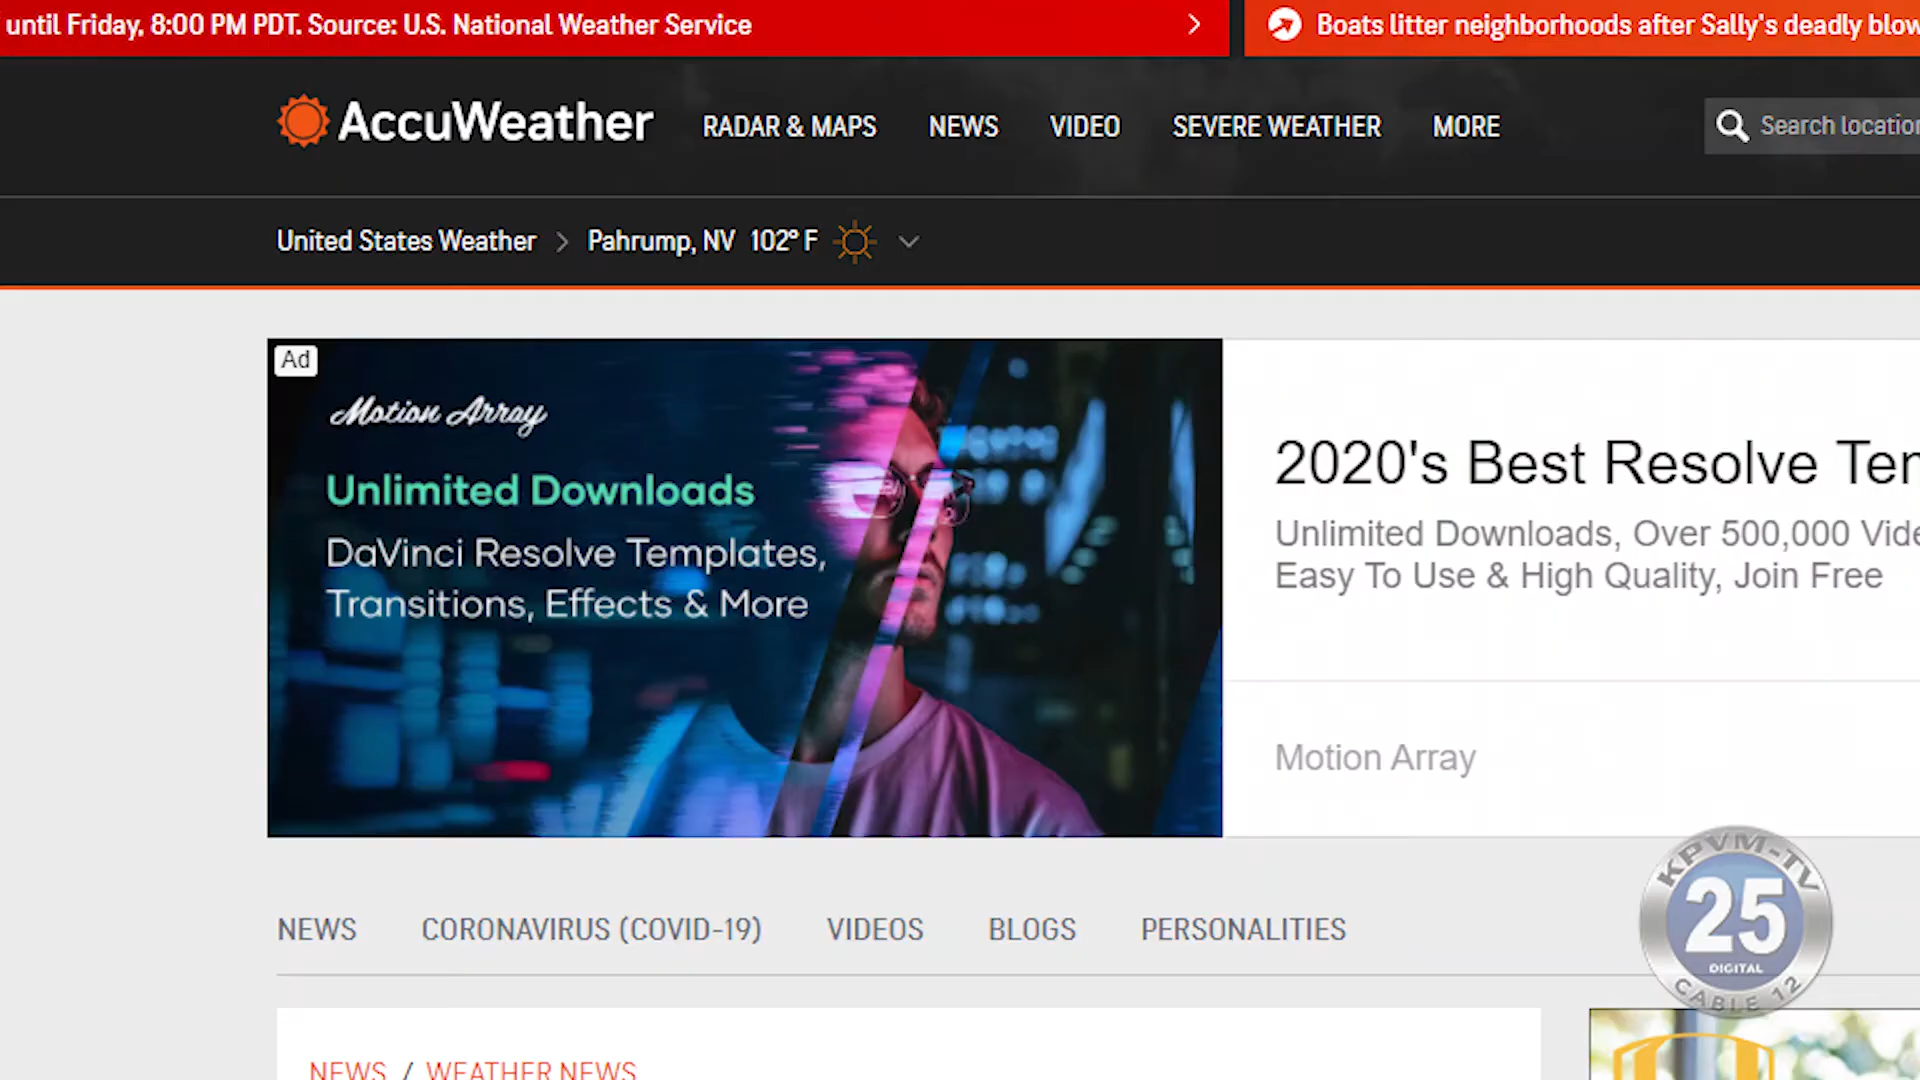 until Friday, 8:00 PM PDT. Source: U.S. National Weather Service
Boats litter neighborhoods after Sally's deadly blow
AccuWeather
RADAR & MAPS
NEWS
VIDEO
SEVERE WEATHER
MORE
Search location
United States Weather > Pahrump, NV 102° F
Ad
Motion Array
Unlimited Downloads
DaVinci Resolve Templates,
Transitions, Effects & More
2020's Best Resolve Tem
Unlimited Downloads, Over 500,000 Vide
Easy To Use & High Quality, Join Free
Motion Array
NEWS
CORONAVIRUS (COVID-19)
VIDEOS
BLOGS
PERSONALITIES
KPVM-TV
25
DIGITAL
CABLE 12
NEWS / WEATHER NEWS